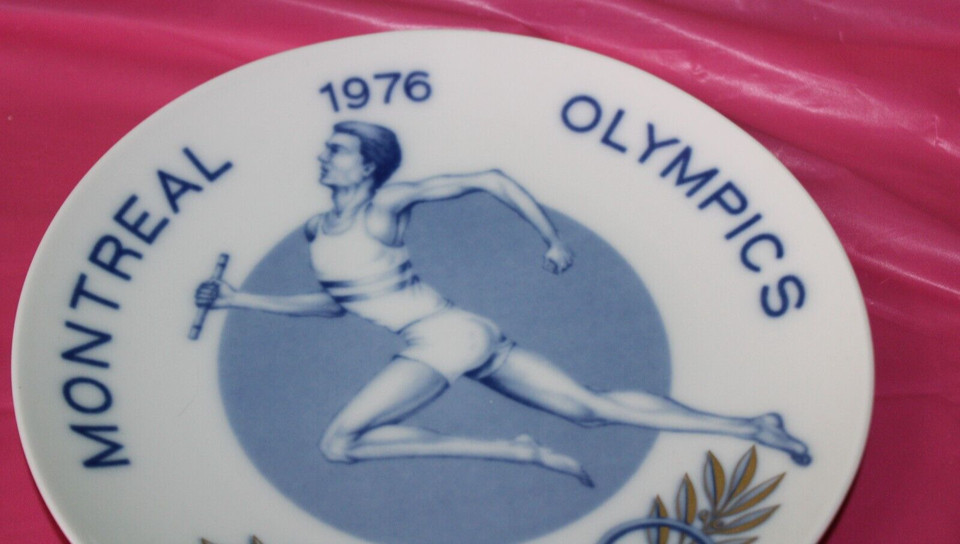 MONTREAL
1976
OLYMPICS